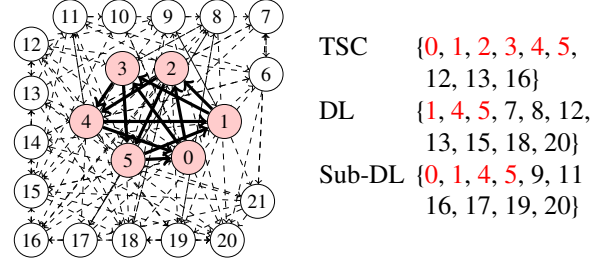 11 10 9 8 7
12 3 2 6
13 4 1
14 5 0
15 21
16 17 18 19 20
TSC {0, 1, 2, 3, 4, 5,
12, 13, 16}
DL {1, 4, 5, 7, 8, 12,
13, 15, 18, 20}
Sub-DL {0, 1, 4, 5, 9, 11
16, 17, 19, 20}